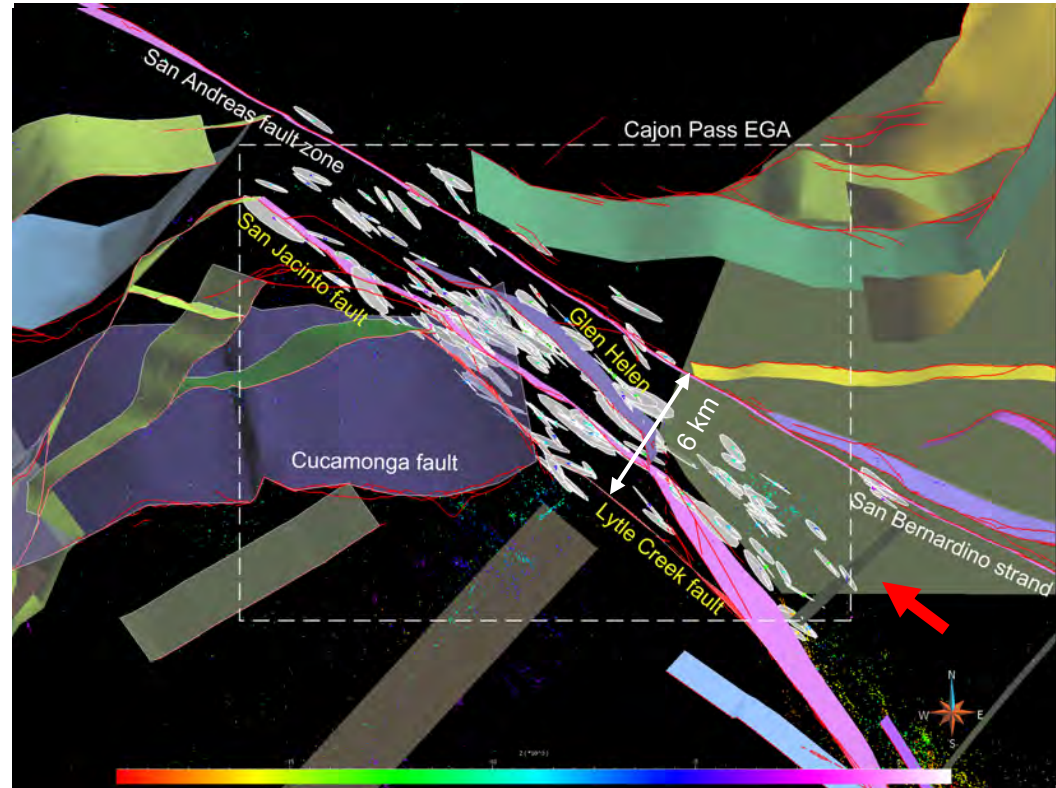 San Andreas fault zone
Cajon Pass EGA
San Jacinto fault
Glen Helen
6 km
Cucamonga fault
Lytle Creek fault
San Bernardino strand
N
W
E
S